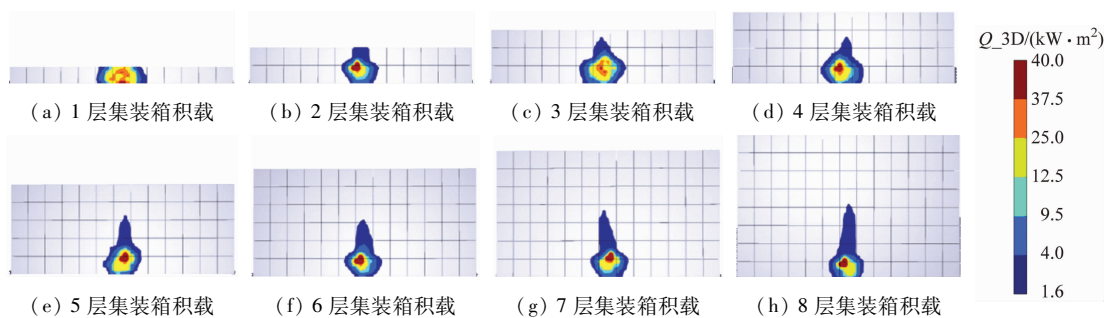 Q_3D/(kW·m²)
40.0
37.5
25.0
12.5
9.5
4.0
1.6
(a) 1 层集装箱积载
(b) 2 层集装箱积载
(c) 3 层集装箱积载
(d) 4 层集装箱积载
(e) 5 层集装箱积载
(f) 6 层集装箱积载
(g) 7 层集装箱积载
(h) 8 层集装箱积载